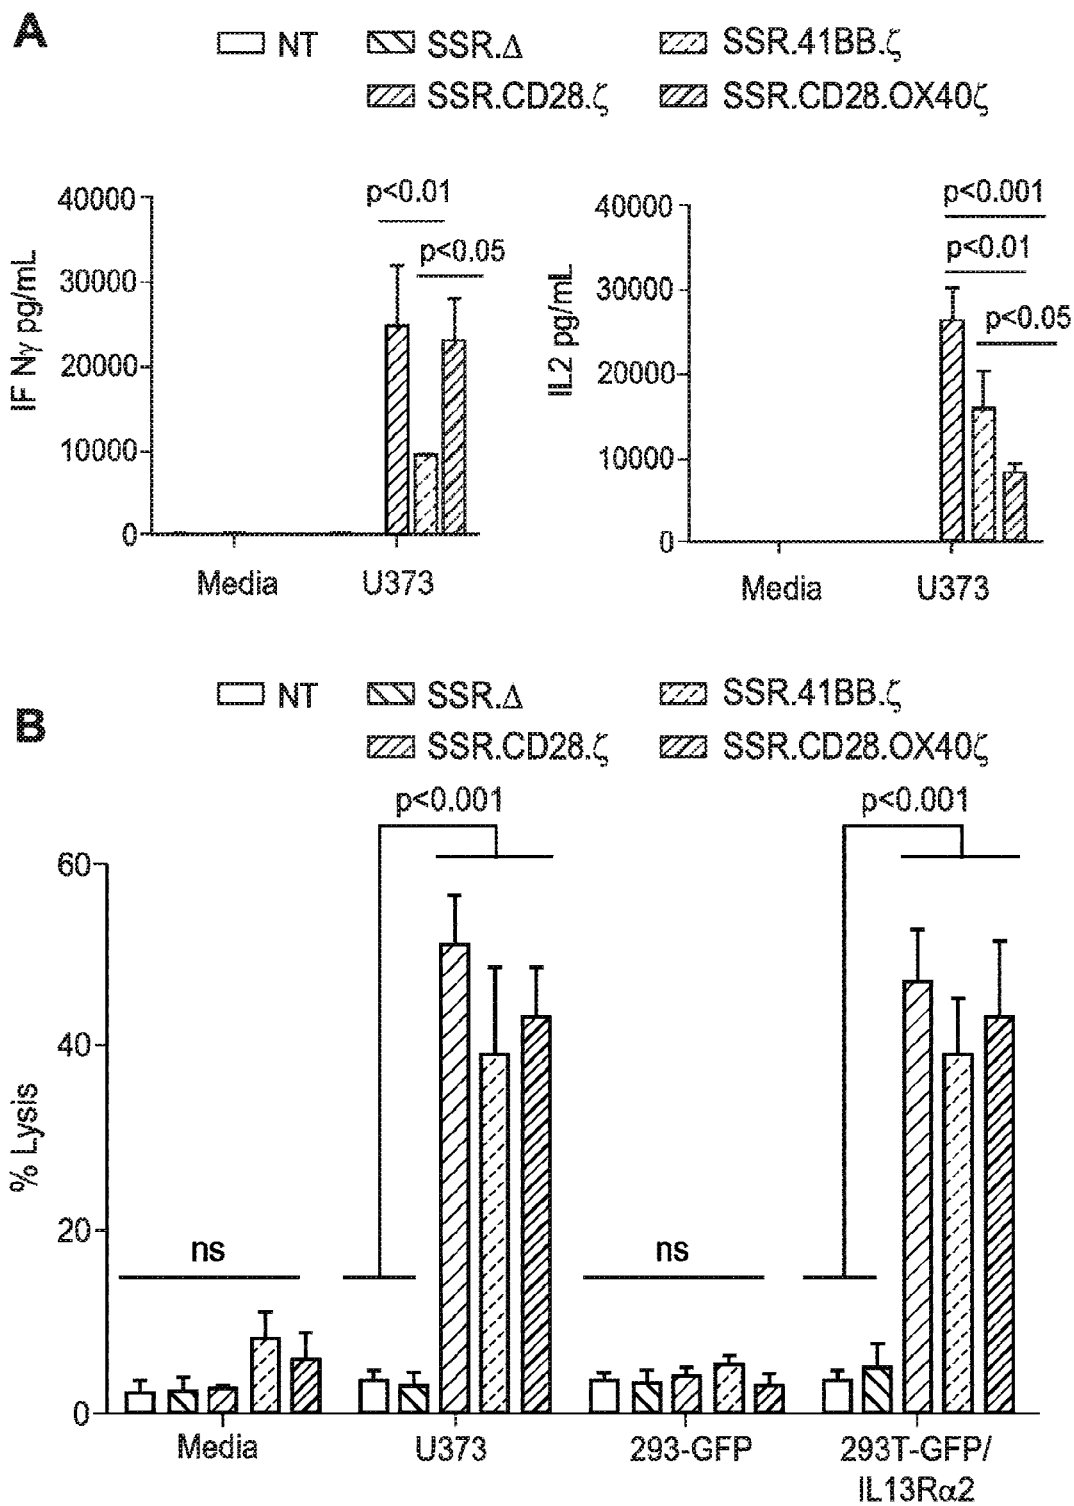 A
NT SSR.Δ SSR.41BB.ζ
SSR.CD28.ζ SSR.CD28.OX40ζ
IF Nγ pg/mL
40000
30000
20000
10000
0
p<0.01
p<0.05
Media U373
IL2 pg/mL
40000
30000
20000
10000
0
p<0.001
p<0.01
p<0.05
Media U373
B
NT SSR.Δ SSR.41BB.ζ
SSR.CD28.ζ SSR.CD28.OX40ζ
% Lysis
60
40
20
0
ns
p<0.001
ns
p<0.001
Media U373 293-GFP 293T-GFP/
IL13Rα2